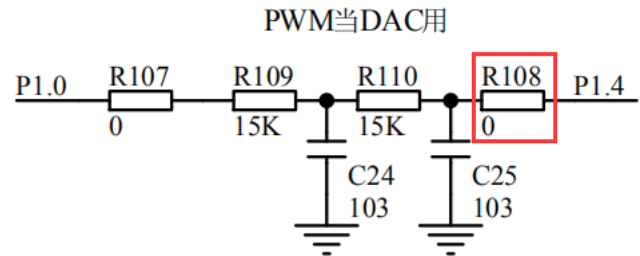 PWM当DAC用
P1.0 R107 R109 R110 R108 P1.4
0 15K 15K 0
C24 C25
103 103